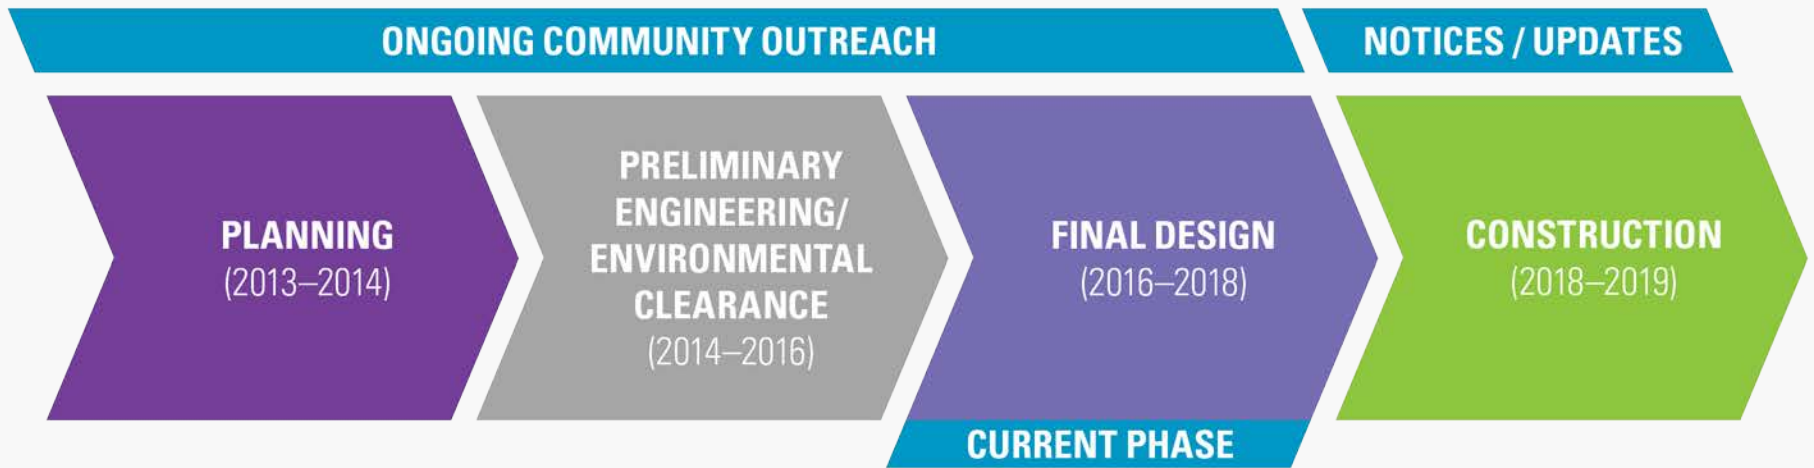 ONGOING COMMUNITY OUTREACH
NOTICES / UPDATES
PLANNING
(2013–2014)
PRELIMINARY
ENGINEERING/
ENVIRONMENTAL
CLEARANCE
(2014–2016)
FINAL DESIGN
(2016–2018)
CONSTRUCTION
(2018–2019)
CURRENT PHASE